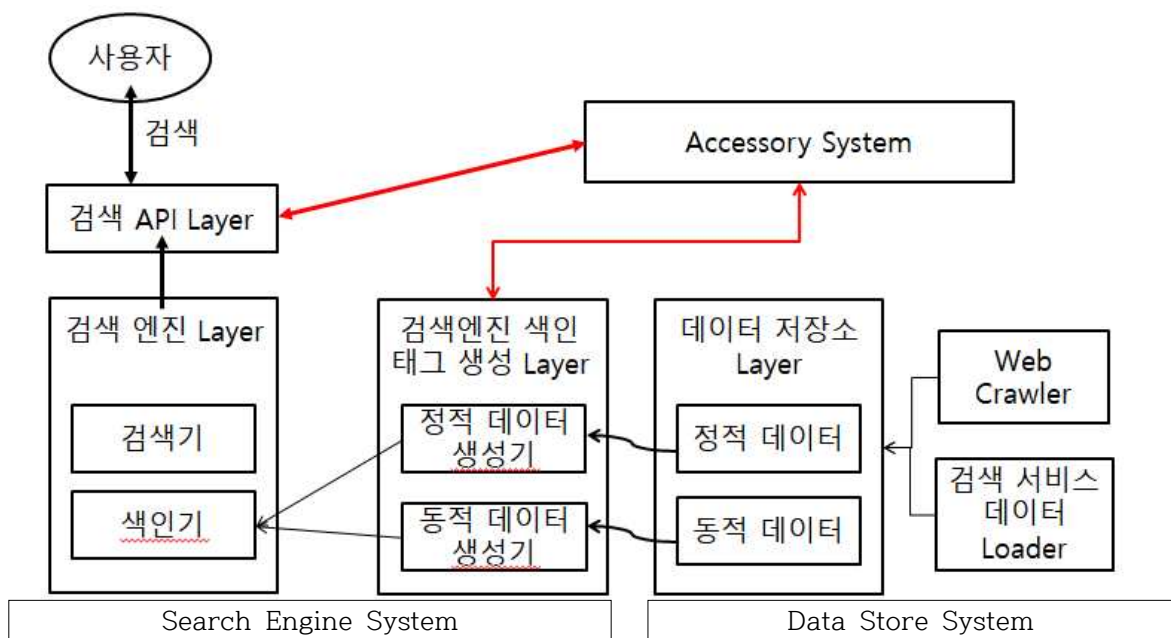 사용자
검색
Accessory System
검색 API Layer
검색 엔진 Layer
검색기
색인기
검색엔진 색인
태그 생성 Layer
정적 데이터
생성기
동적 데이터
생성기
데이터 저장소
Layer
정적 데이터
동적 데이터
Web
Crawler
검색 서비스
데이터
Loader
Search Engine System
Data Store System